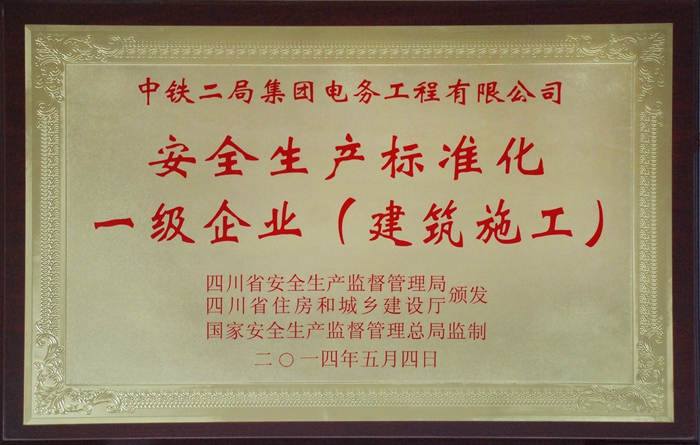 中铁二局集团电务工程有限公司
安全生产标准化
一级企业（建筑施工）
四川省安全生产监督管理局
四川省住房和城乡建设厅 颁发
国家安全生产监督管理总局监制
二〇一四年五月四日